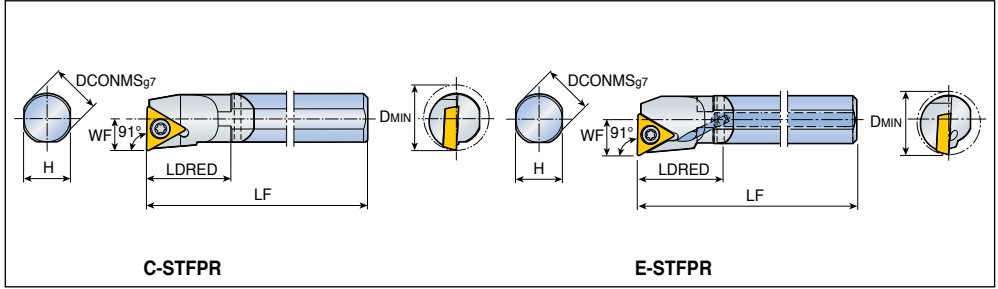 DCONMSg7
WF
91°
H
LDRED
LF
DMIN
C-STFPR
DCONMSg7
WF
91°
H
LDRED
LF
DMIN
E-STFPR